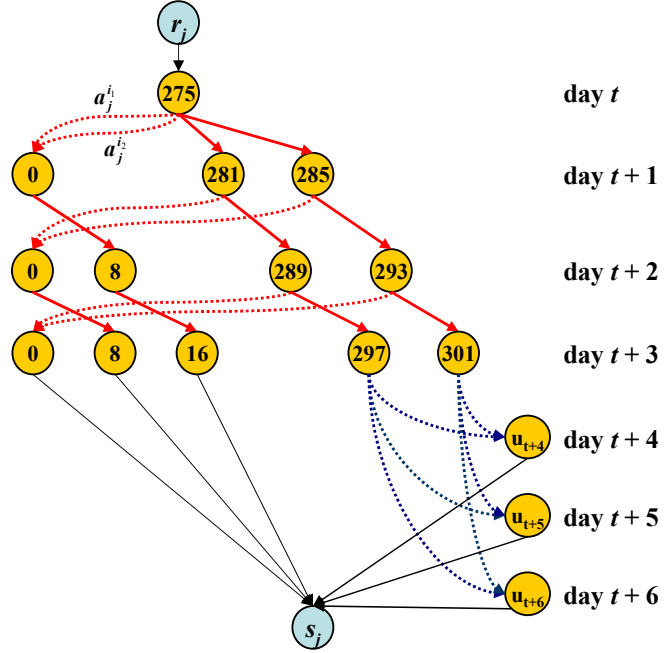 r_j
275 day t
a_j^{i_1}
a_j^{i_2}
0 281 285 day t + 1
0 8 289 293 day t + 2
0 8 16 297 301 day t + 3
u_{t+4} day t + 4
u_{t+5} day t + 5
u_{t+6} day t + 6
s_j